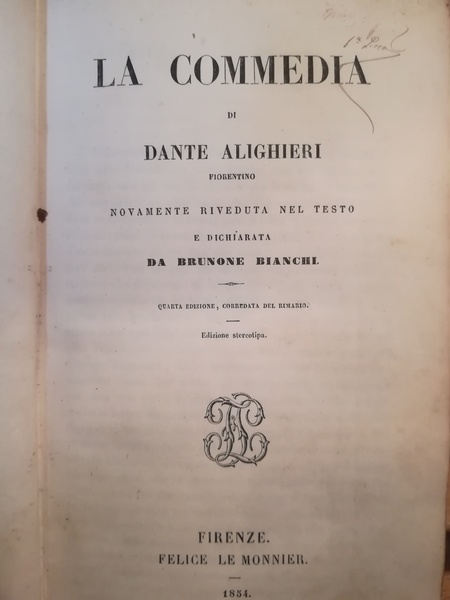 LA COMMEDIA
DI
DANTE ALIGHIERI
FIORENTINO
NOVAMENTE RIVEDUTA NEL TESTO
E DICHIARATA
DA BRUNONE BIANCHI.
QUARTA EDIZIONE, CORREDATA DEL RIMARIO.
Edizione stereotipa.
FIRENZE.
FELICE LE MONNIER.
1854.